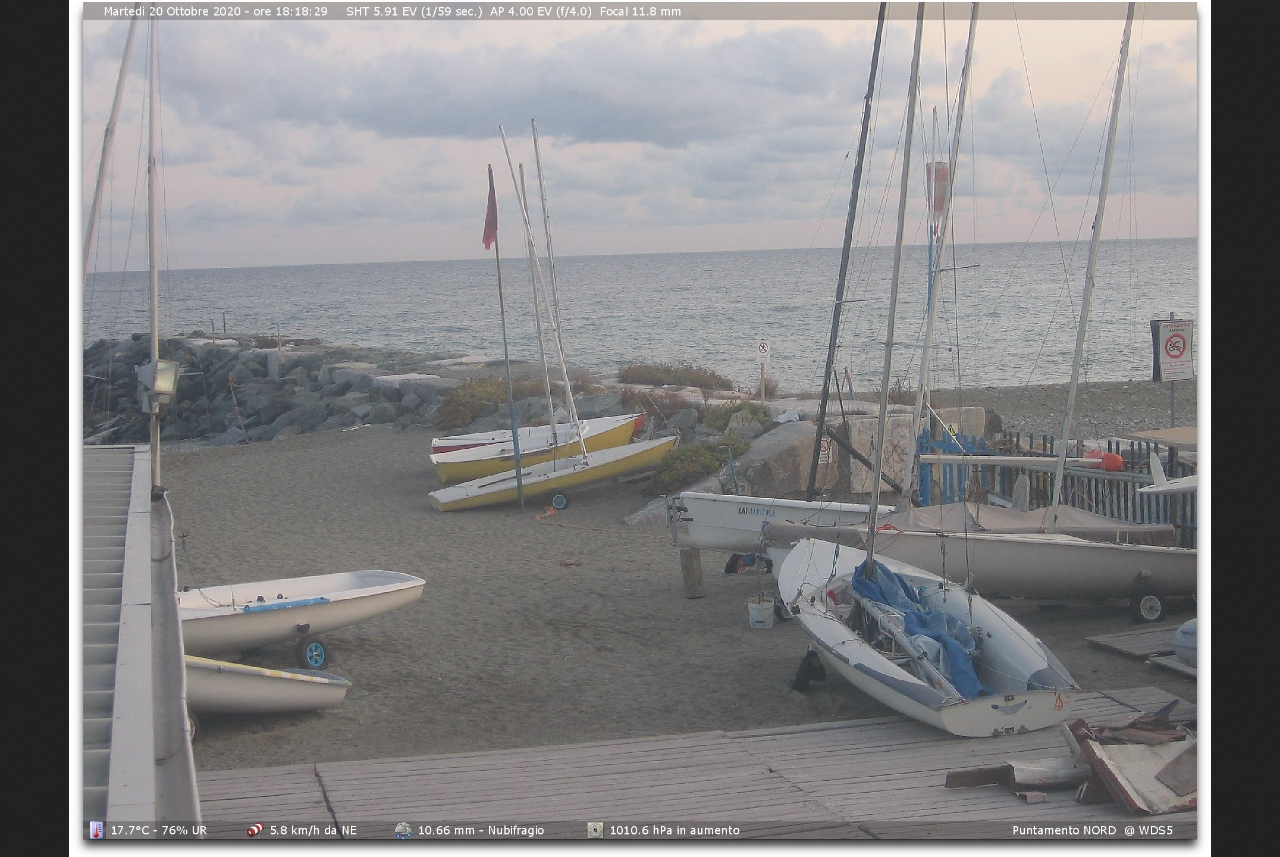 Martedi 20 Ottobre 2020 - ore 18:18:29 SHT 5.91 EV (1/59 sec.) AP 4.00 EV (f/4.0) Focal 11.8 mm
17.7°C - 76% UR 5.8 km/h da NE 10.66 mm - Nubifragio 1010.6 hPa in aumento Puntamento NORD @ WDS5